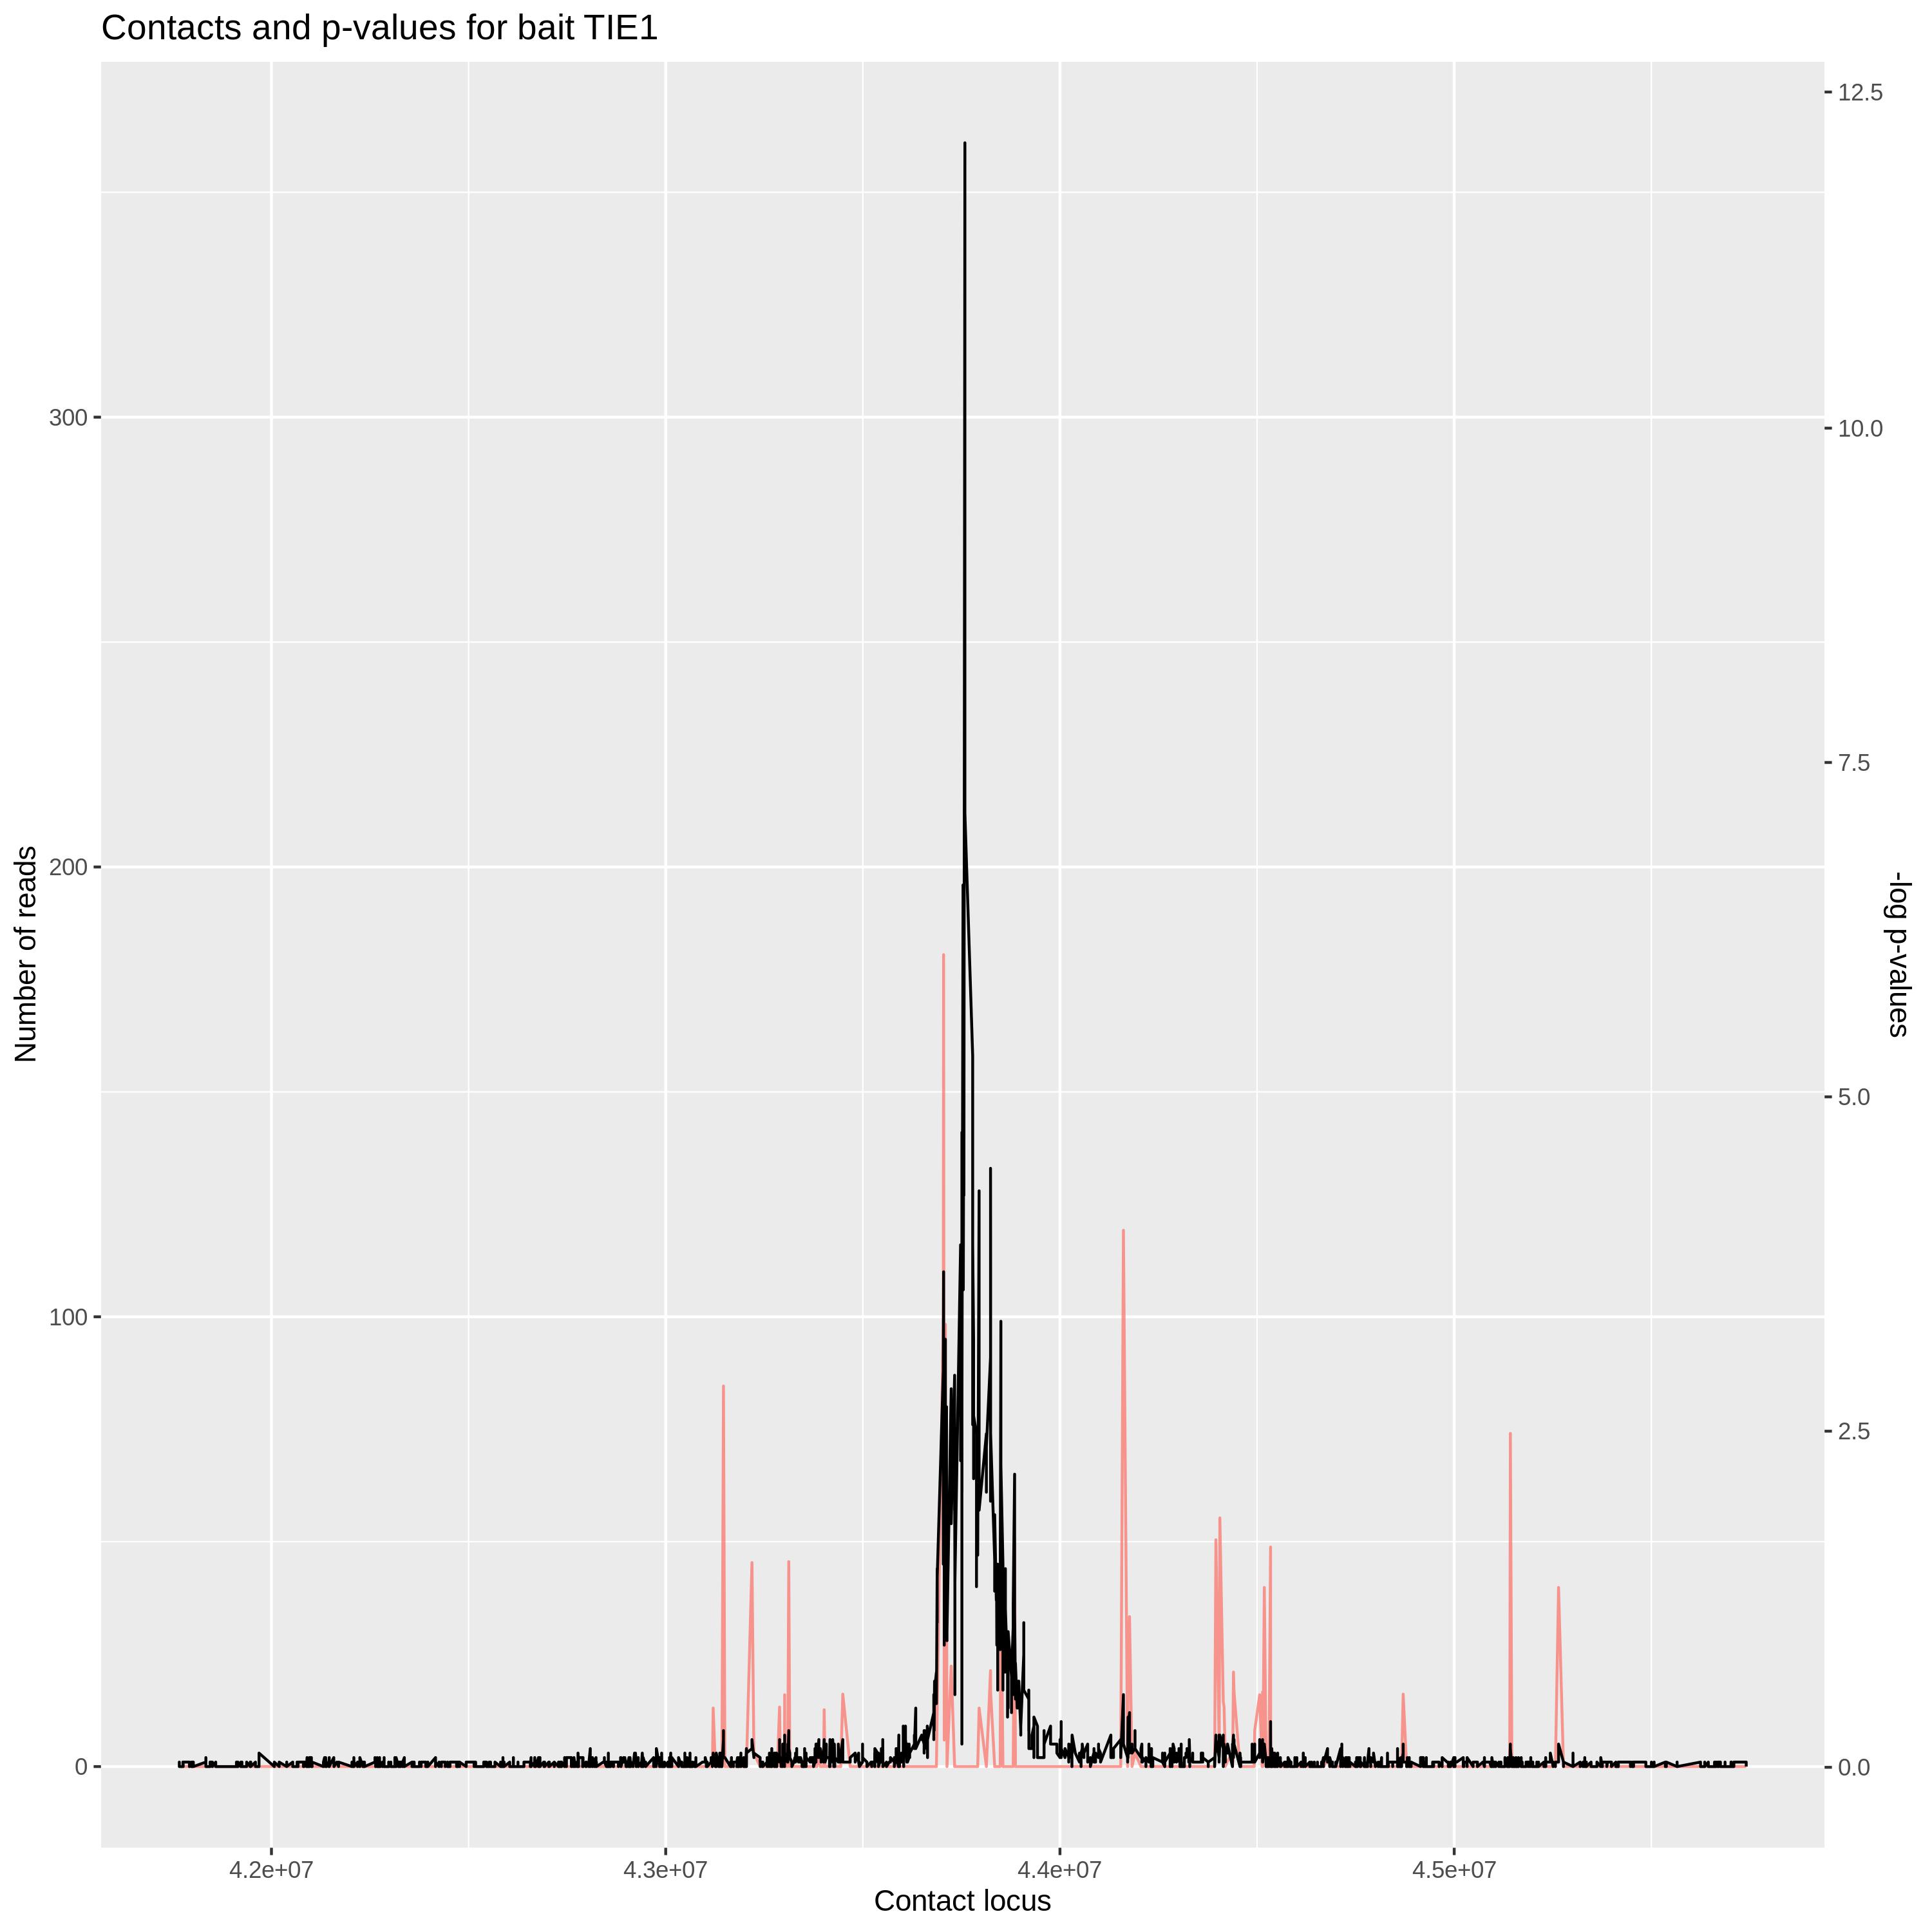 Contacts and p-values for bait TIE1
Number of reads
300
200
100
0
12.5
10.0
7.5
5.0
2.5
0.0
-log p-values
4.2e+07
4.3e+07
4.4e+07
4.5e+07
Contact locus